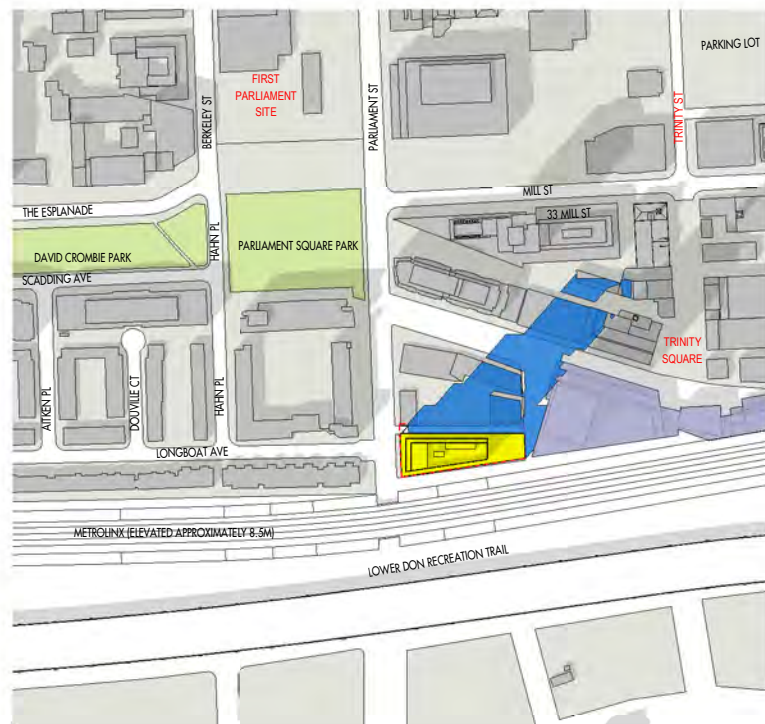 PARKING LOT
FIRST
PARLIAMENT
SITE
BERKELEY ST
PARLIAMENT ST
TRINITY ST
MILL ST
THE ESPLANADE
33 MILL ST
HAHN PL
DAVID CROMBIE PARK
PARLIAMENT SQUARE PARK
SCADDING AVE
TRINITY
SQUARE
AITKEN PL
DOUVILLE CT
HAHN PL
LONGBOAT AVE
METROLINX (ELEVATED APPROXIMATELY 8.5M)
LOWER DON RECREATION TRAIL